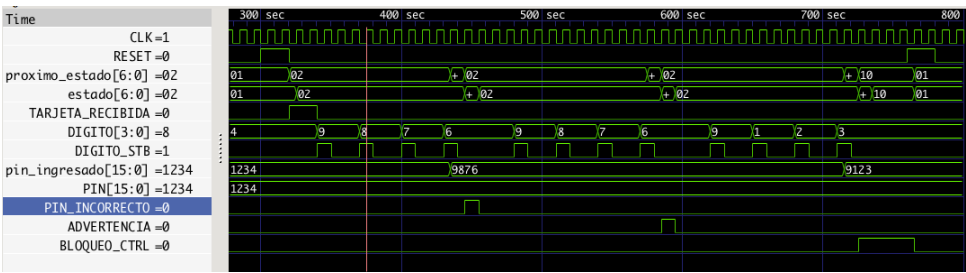 Time 300 sec 400 sec 500 sec 600 sec 700 sec 800
CLK=1
RESET=0
proximo_estado[6:0] =02 01 02 + 02 + 02 + 10 01
estado[6:0] =02 01 02 + 02 + 02 + 10 01
TARJETA_RECIBIDA =0
DIGITO[3:0] =8 4 9 8 7 6 9 8 7 6 9 1 2 3
DIGITO_STB =1
pin_ingresado[15:0] =1234 1234 9876 9123
PIN[15:0] =1234 1234
PIN_INCORRECTO =0
ADVERTENCIA =0
BLOQUEO_CTRL =0